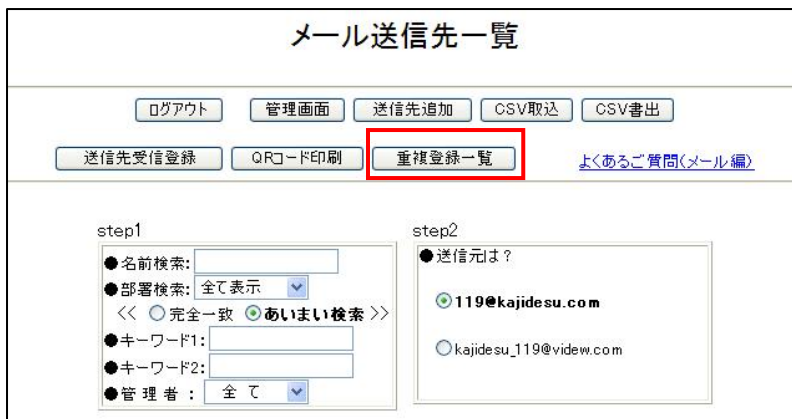 メール送信先一覧
ログアウト 管理画面 送信先追加 CSV取込 CSV書出
送信先受信登録 QRコード印刷 重複登録一覧 よくあるご質問(メール編)
step1
●名前検索:
●部署検索: 全て表示
<< 完全一致 あいまい検索 >>
●キーワード1:
●キーワード2:
●管理者： 全て
step2
●送信元は？
119@kajidesu.com
kajidesu_119@videw.com